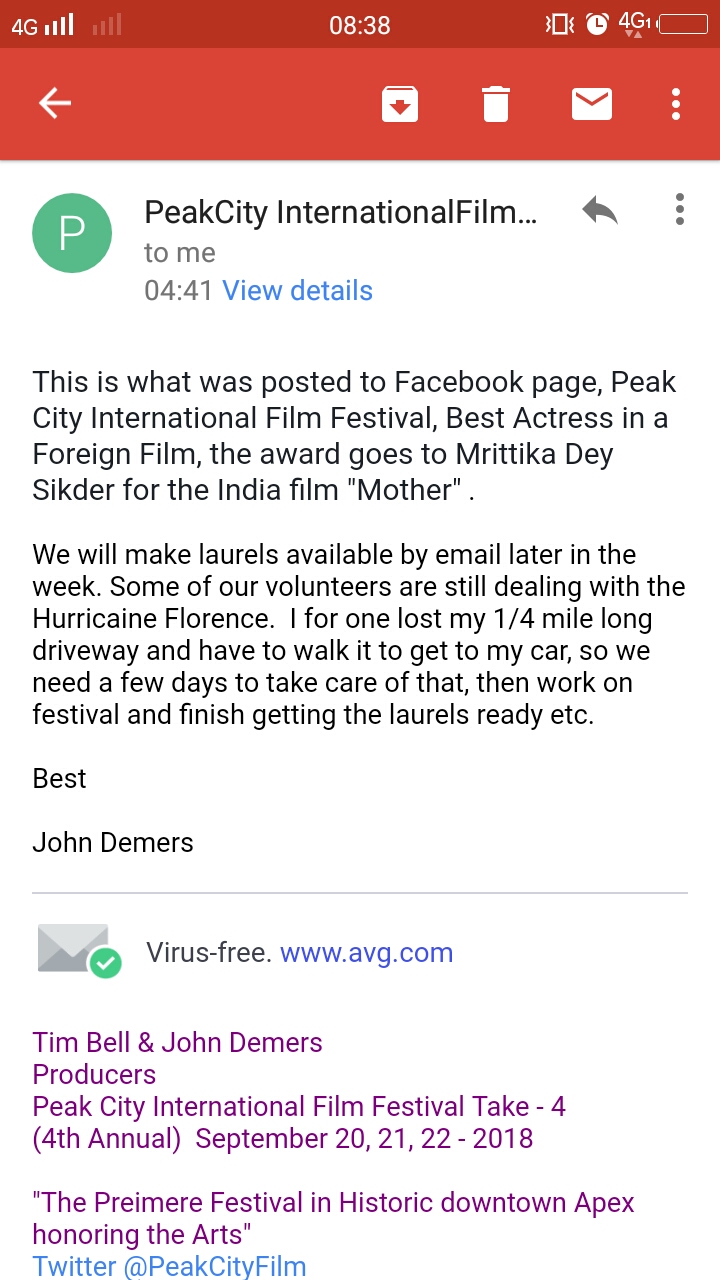 4G 08:38 4G1
P
PeakCity InternationalFilm...
to me
04:41 View details
This is what was posted to Facebook page, Peak
City International Film Festival, Best Actress in a
Foreign Film, the award goes to Mrittika Dey
Sikder for the India film "Mother" .
We will make laurels available by email later in the
week. Some of our volunteers are still dealing with the
Hurricaine Florence.  I for one lost my 1/4 mile long
driveway and have to walk it to get to my car, so we
need a few days to take care of that, then work on
festival and finish getting the laurels ready etc.
Best
John Demers
Virus-free. www.avg.com
Tim Bell & John Demers
Producers
Peak City International Film Festival Take - 4
(4th Annual)  September 20, 21, 22 - 2018
"The Preimere Festival in Historic downtown Apex
honoring the Arts"
Twitter @PeakCityFilm